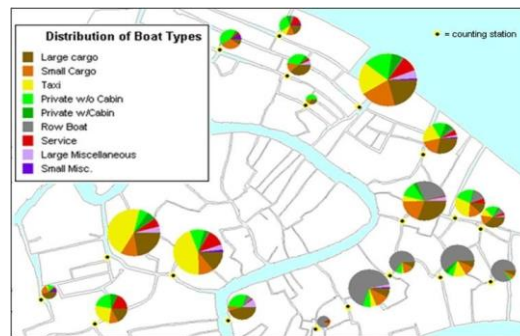 Distribution of Boat Types
Large cargo
Small Cargo
Taxi
Private w/o Cabin
Private w/Cabin
Row Boat
Service
Large Miscellaneous
Small Misc.
= counting station